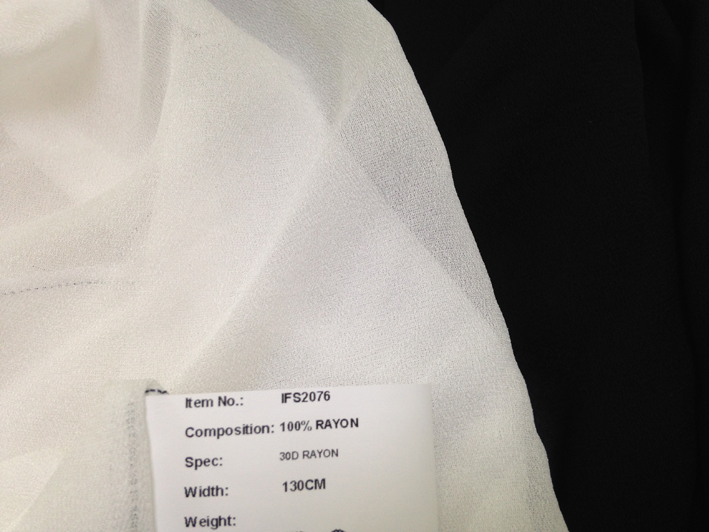 Item No.: IFS2076
Composition: 100% RAYON
Spec: 30D RAYON
Width: 130CM
Weight: